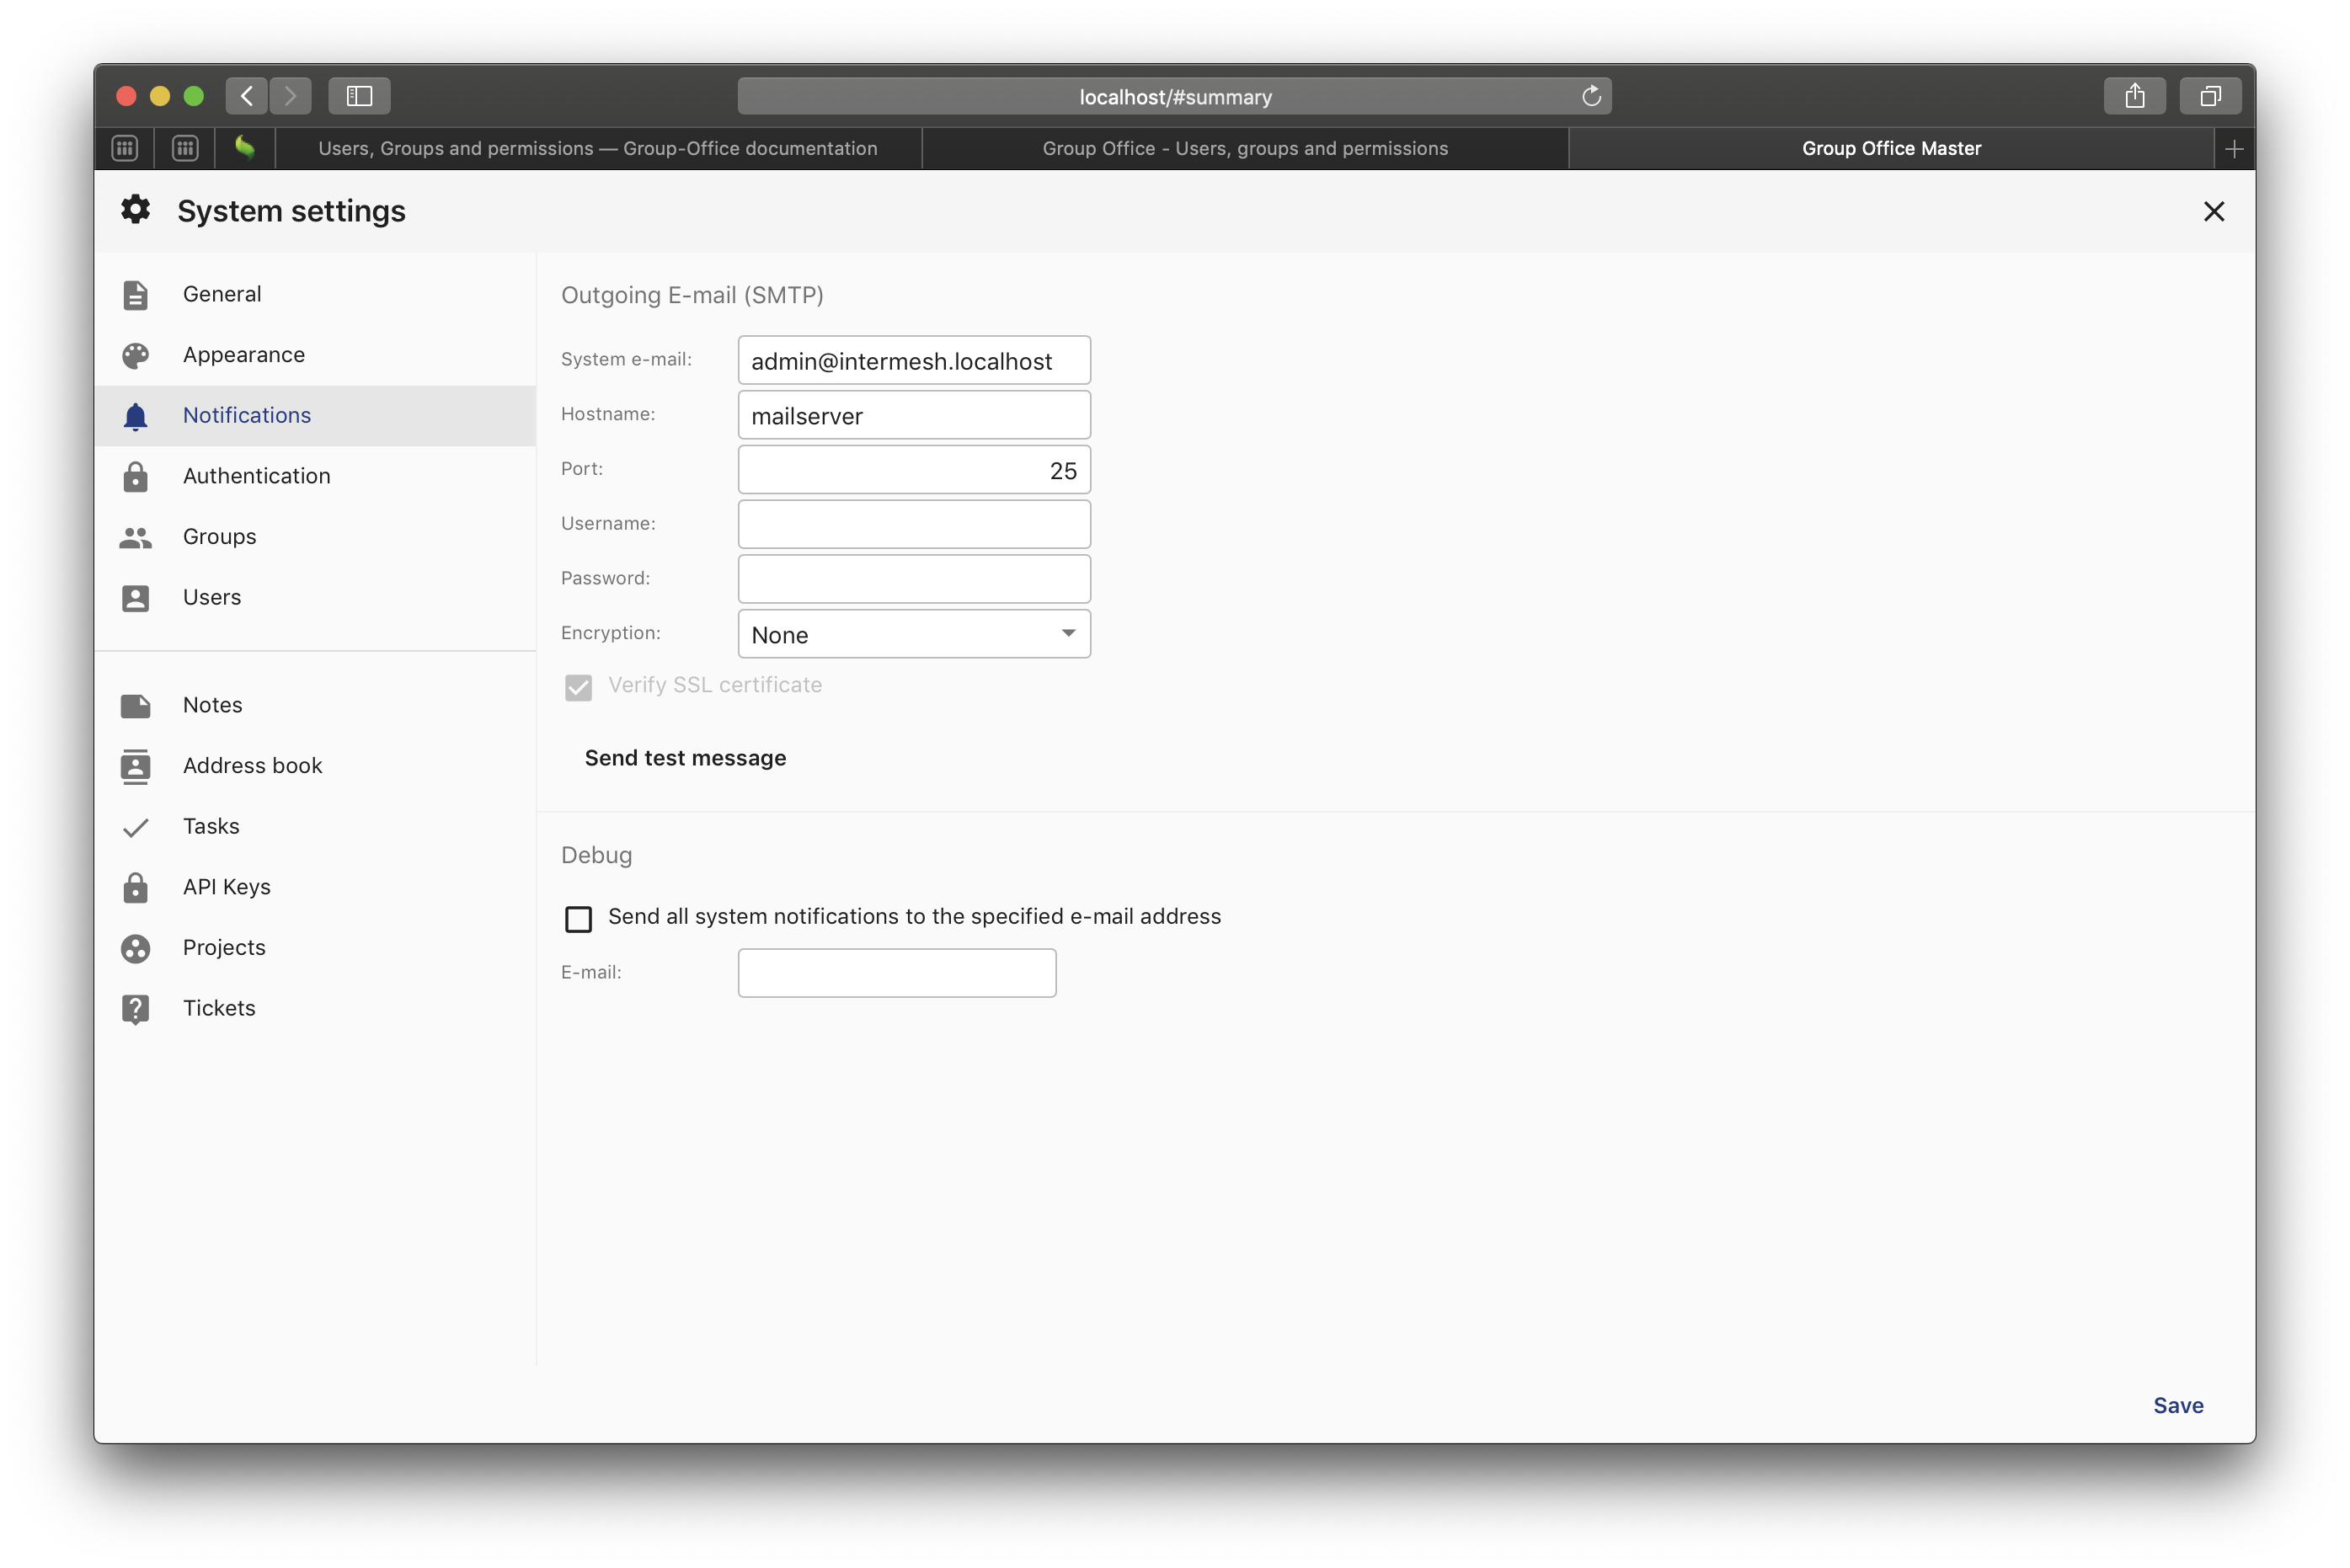 localhost/#summary
Users, Groups and permissions — Group-Office documentation
Group Office - Users, groups and permissions
Group Office Master
System settings
General
Appearance
Notifications
Authentication
Groups
Users
Notes
Address book
Tasks
API Keys
Projects
Tickets
Outgoing E-mail (SMTP)
System e-mail: admin@intermesh.localhost
Hostname: mailserver
Port: 25
Username:
Password:
Encryption: None
Verify SSL certificate
Send test message
Debug
Send all system notifications to the specified e-mail address
E-mail:
Save